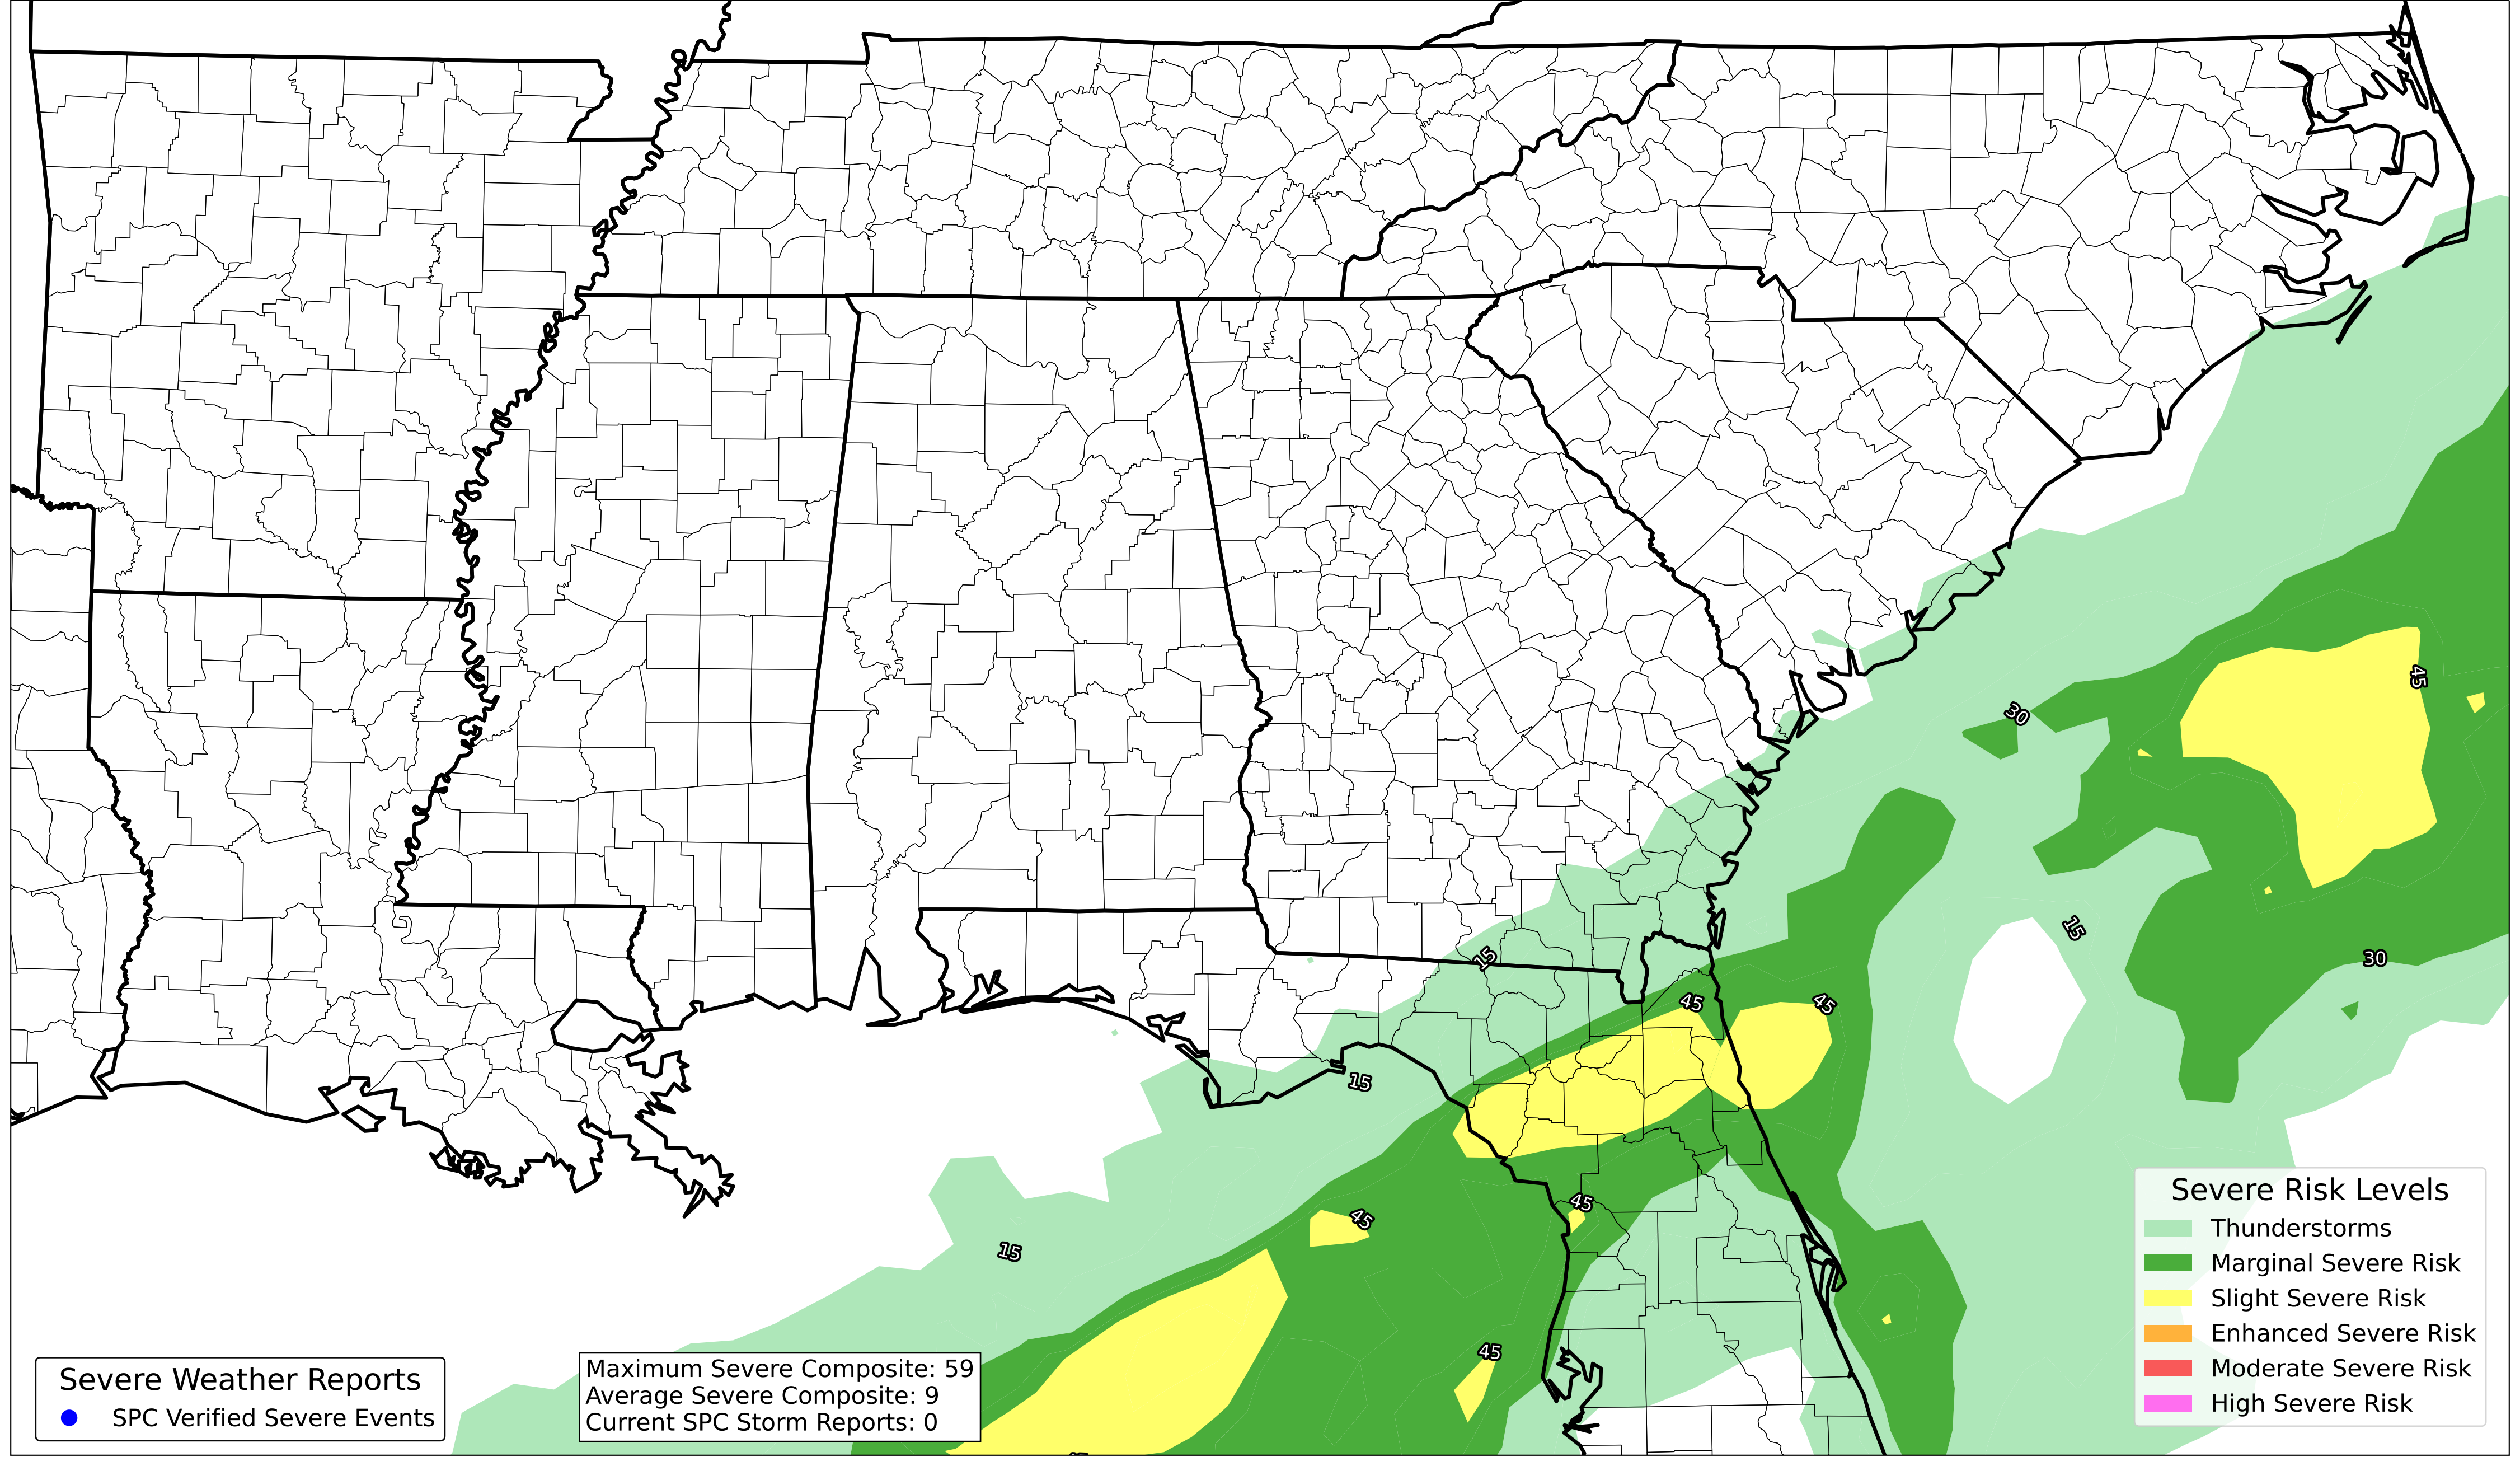 45
30
15
30
15
45
45
15
45
45
15
45
Severe Risk Levels
Thunderstorms
Marginal Severe Risk
Slight Severe Risk
Enhanced Severe Risk
Moderate Severe Risk
High Severe Risk
Maximum Severe Composite: 59
Average Severe Composite: 9
Current SPC Storm Reports: 0
Severe Weather Reports
SPC Verified Severe Events